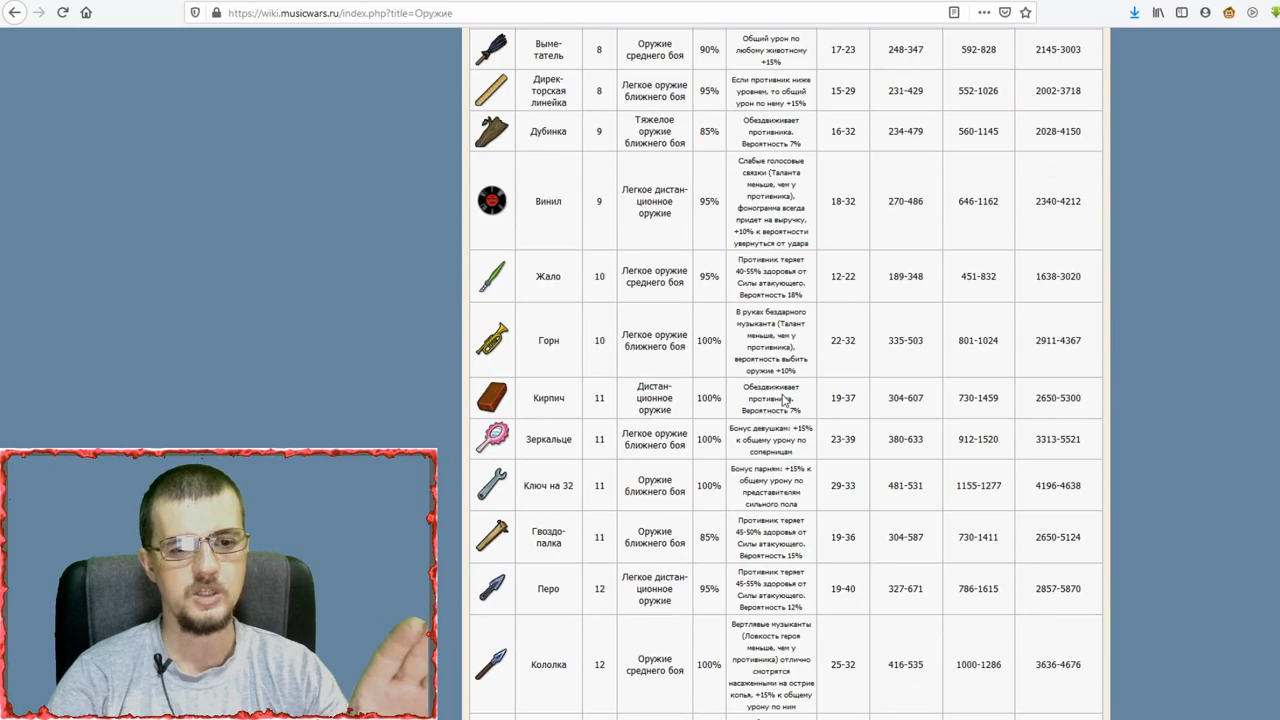 https://wiki.musicwars.ru/index.php?title=Оружие
Выме-
татель
8
Оружие
среднего боя
90%
Общий урон по
любому животному
+15%
17-23
248-347
592-828
2145-3003
Дирек-
торская
линейка
8
Легкое оружие
ближнего боя
95%
Если противник ниже
уровнем, то общий
урон по нему +15%
15-29
231-429
552-1026
2002-3718
Дубинка
9
Тяжелое
оружие
ближнего боя
85%
Обездвиживает
противника.
Вероятность 7%
16-32
234-479
560-1145
2028-4150
Винил
9
Легкое дистан-
ционное
оружие
95%
Слабые голосовые
связки (Таланта
меньше, чем у
противника),
фонограмма всегда
придет на выручку,
+10% к вероятности
увернуться от удара
18-32
270-486
646-1162
2340-4212
Жало
10
Легкое оружие
среднего боя
95%
Противник теряет
40-55% здоровья от
Силы атакующего.
Вероятность 18%
12-22
189-348
451-832
1638-3020
Горн
10
Легкое оружие
ближнего боя
100%
В руках бездарного
музыканта (Талант
меньше, чем у
противника),
вероятность выбить
оружие +10%
22-32
335-503
801-1024
2911-4367
Кирпич
11
Дистан-
ционное
оружие
100%
Обездвиживает
противника.
Вероятность 7%
19-37
304-607
730-1459
2650-5300
Зеркальце
11
Легкое оружие
ближнего боя
100%
Бонус девушкам: +15%
к общему урону по
соперницам
23-39
380-633
912-1520
3313-5521
Ключ на 32
11
Оружие
ближнего боя
100%
Бонус парням: +15% к
общему урону по
представителям
сильного пола
29-33
481-531
1155-1277
4196-4638
Гвоздо-
палка
11
Оружие
ближнего боя
85%
Противник теряет
45-50% здоровья от
Силы атакующего.
Вероятность 15%
19-36
304-587
730-1411
2650-5124
Перо
12
Легкое дистан-
ционное
оружие
95%
Противник теряет
45-55% здоровья от
Силы атакующего.
Вероятность 12%
19-40
327-671
786-1615
2857-5870
Кололка
12
Оружие
среднего боя
100%
Вертлявые музыканты
(Ловкость героя
меньше, чем у
противника) отлично
смотрятся
насаженными на острие
копья, +15% к общему
урону по ним
25-32
416-535
1000-1286
3636-4676